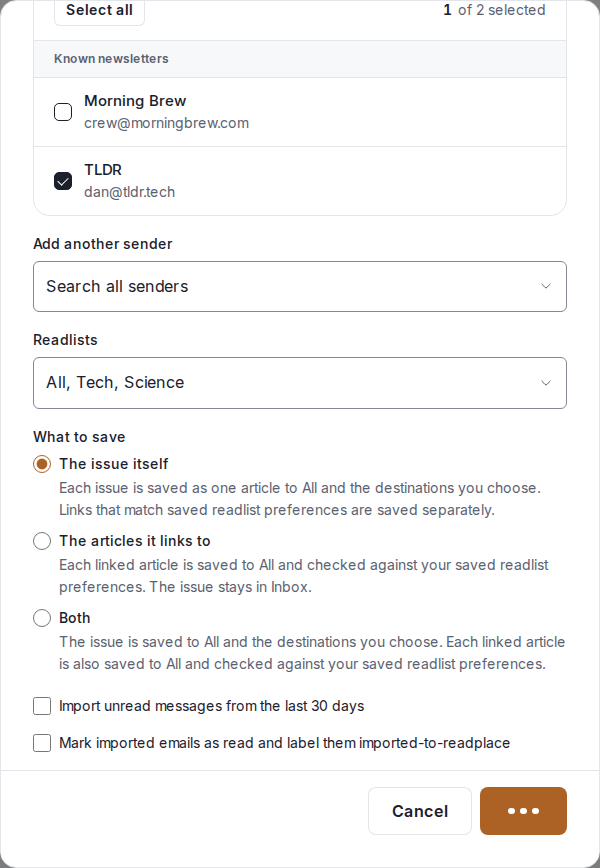 Select all
1 of 2 selected
Known newsletters
Morning Brew
crew@morningbrew.com
TLDR
dan@tldr.tech
Add another sender
Search all senders
Readlists
All, Tech, Science
What to save
The issue itself
Each issue is saved as one article to All and the destinations you choose.
Links that match saved readlist preferences are saved separately.
The articles it links to
Each linked article is saved to All and checked against your saved readlist
preferences. The issue stays in Inbox.
Both
The issue is saved to All and the destinations you choose. Each linked article
is also saved to All and checked against your saved readlist preferences.
Import unread messages from the last 30 days
Mark imported emails as read and label them imported-to-readplace
Cancel